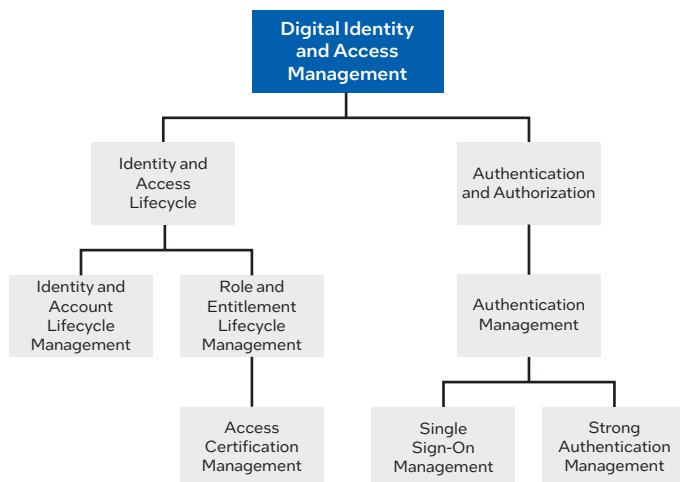 Digital Identity
and Access
Management
Identity and
Access
Lifecycle
Authentication
and Authorization
Identity and
Account
Lifecycle
Management
Role and
Entitlement
Lifecycle
Management
Authentication
Management
Access
Certification
Management
Single
Sign-On
Management
Strong
Authentication
Management